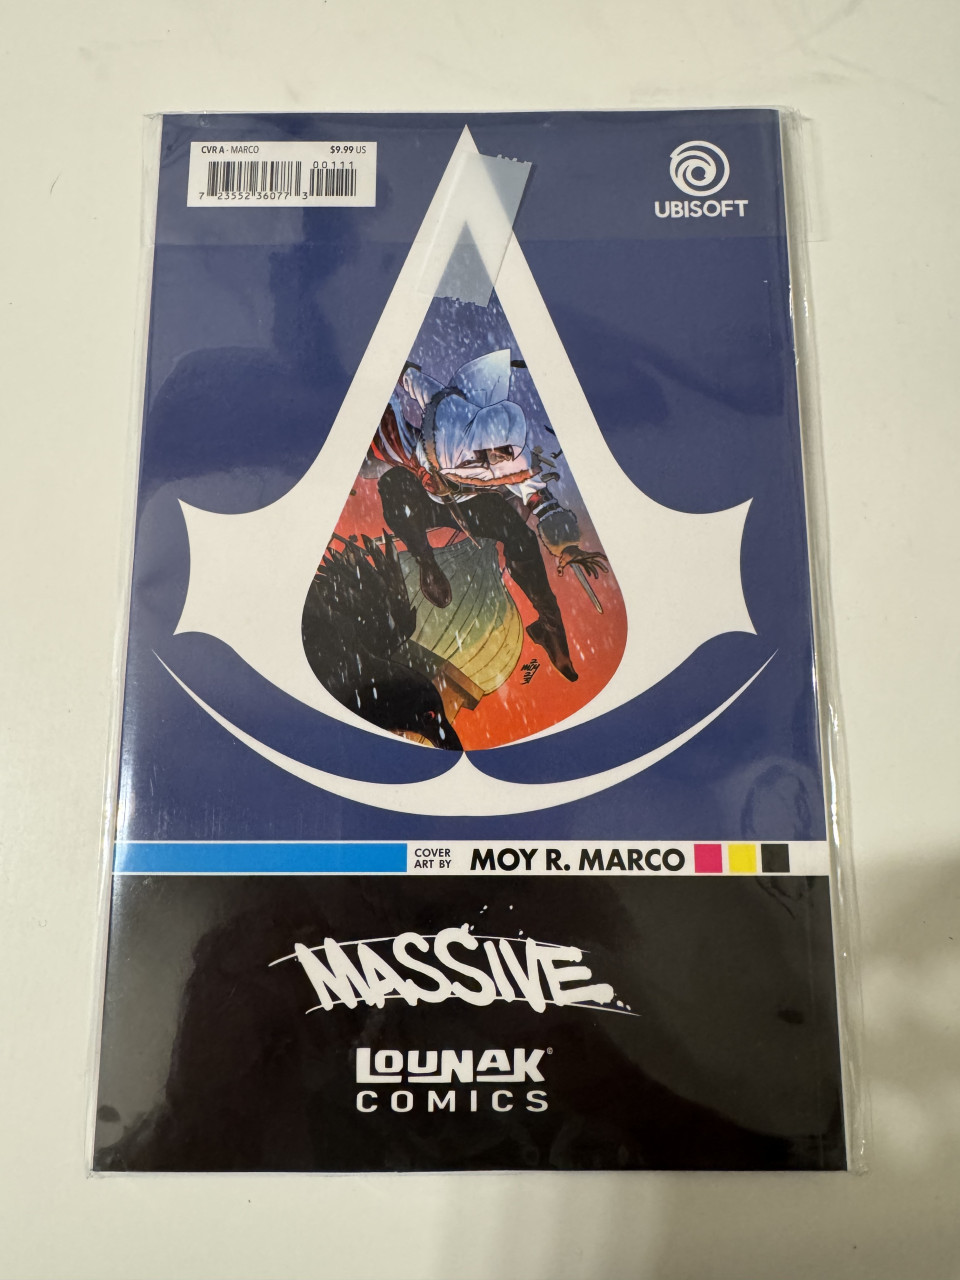 CVR A - MARCO $9.99 US
00111
7 23552 36077 3
UBISOFT
COVER
ART BY
MOY R. MARCO
MASSIVE
LOUNAK®
COMICS